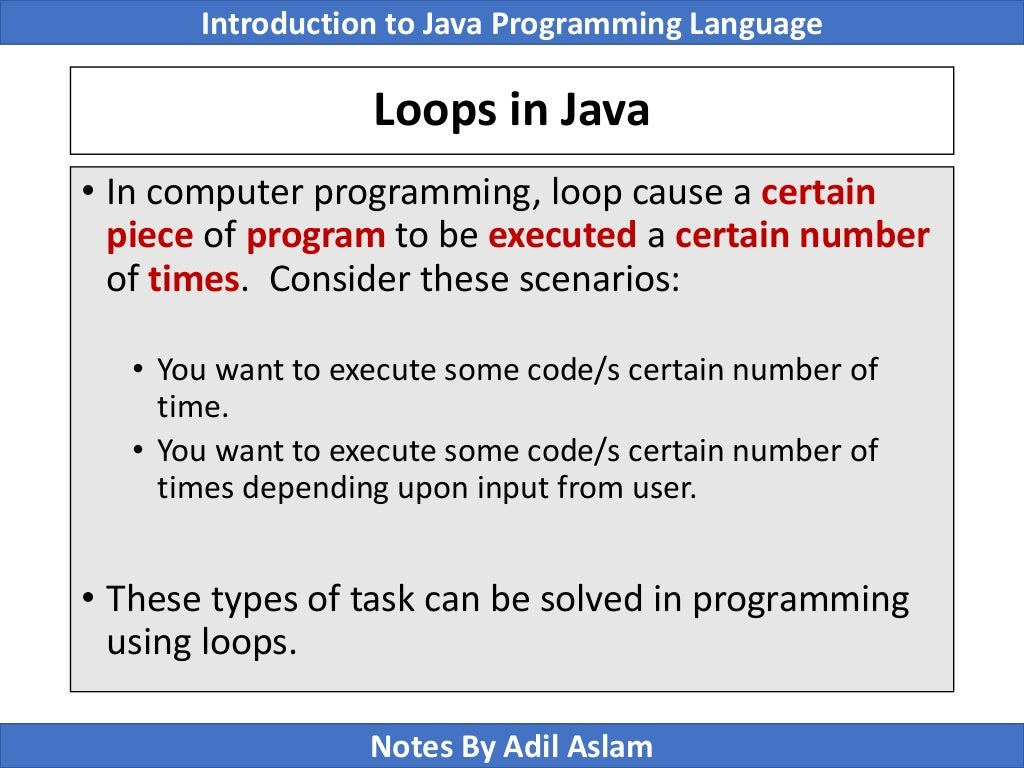 Introduction to Java Programming Language
Loops in Java
• In computer programming, loop cause a certain
piece of program to be executed a certain number
of times.  Consider these scenarios:
• You want to execute some code/s certain number of
time.
• You want to execute some code/s certain number of
times depending upon input from user.
• These types of task can be solved in programming
using loops.
Notes By Adil Aslam